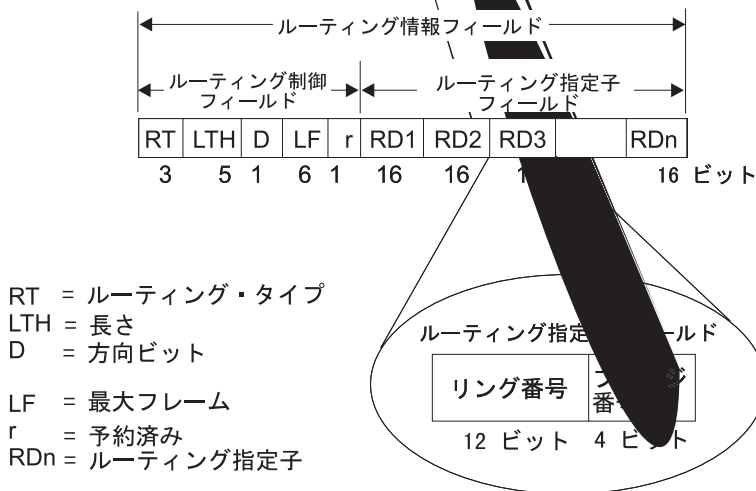 ルーティング情報フィールド
ルーティング制御
フィールド
ルーティング指定子
フィールド
RT LTH D LF r RD1 RD2 RD3 RDn
3 5 1 6 1 16 16 16 ビット
RT = ルーティング・タイプ
LTH = 長さ
D = 方向ビット
LF = 最大フレーム
r = 予約済み
RDn = ルーティング指定子
ルーティング指定 ールド
リング番号
12 ビット 4 ビット